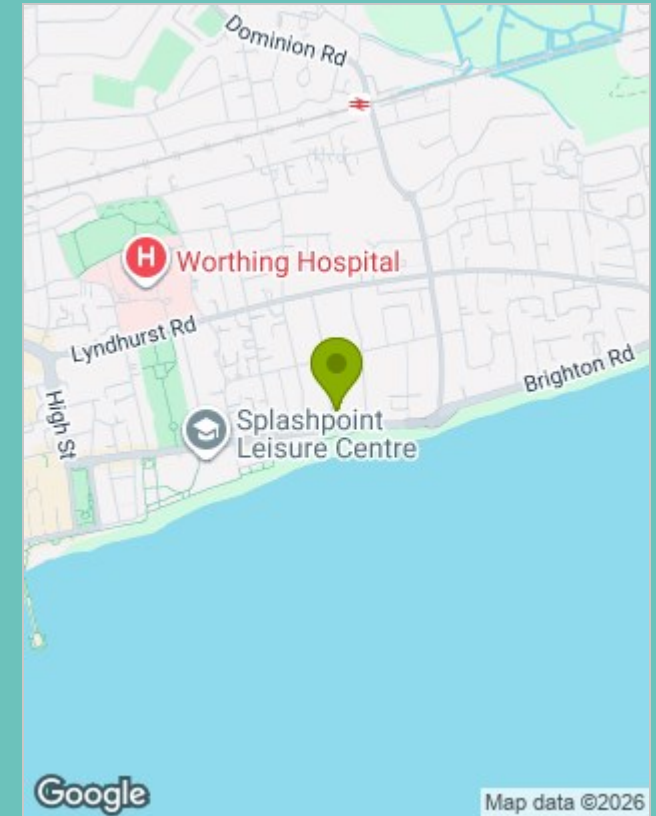 Dominion Rd
Worthing Hospital
Lyndhurst Rd
Brighton Rd
High St
Splashpoint
Leisure Centre
Google
Map data ©2026